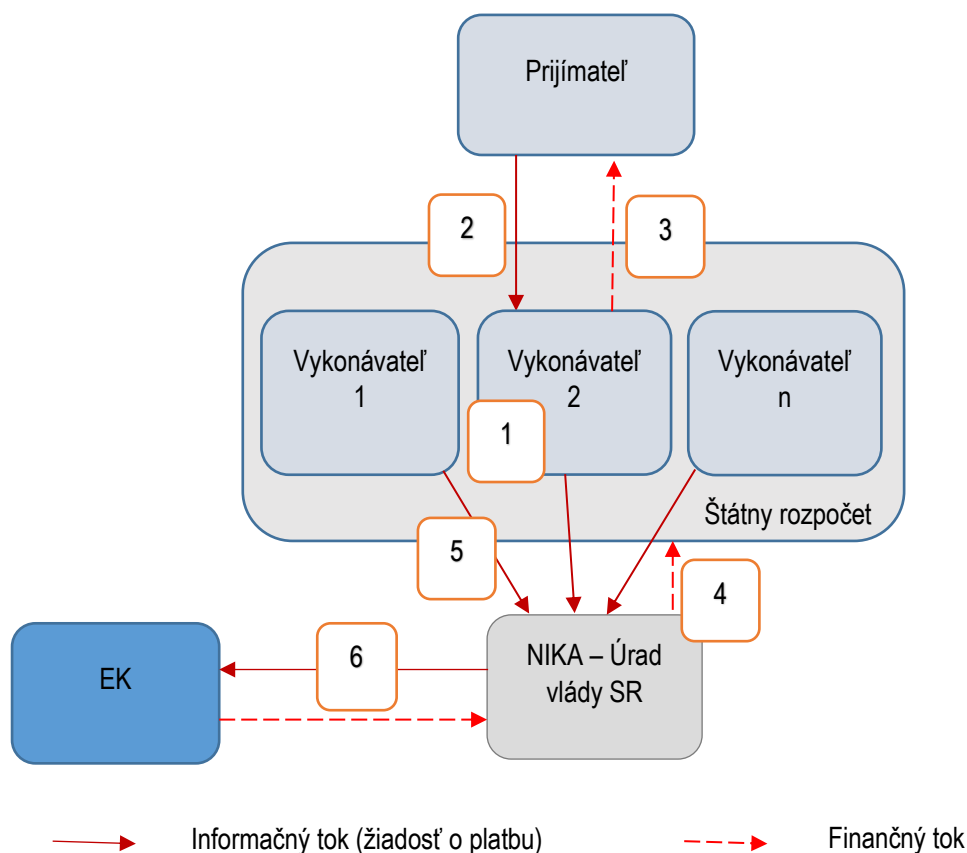 Prijímateľ
2
3
Vykonávateľ
1
Vykonávateľ
2
Vykonávateľ
n
1
Štátny rozpočet
5
4
EK
6
NIKA – Úrad
vlády SR
Informačný tok (žiadosť o platbu)
Finančný tok